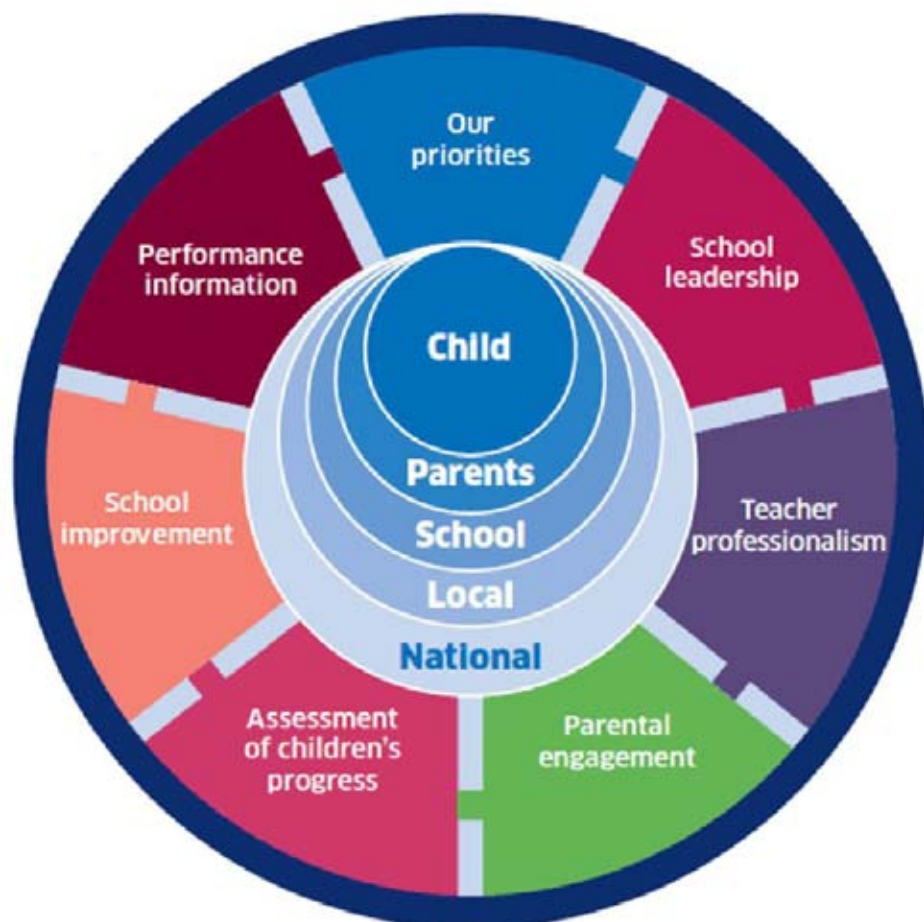 Our
priorities
School
leadership
Teacher
professionalism
Parental
engagement
Assessment
of children's
progress
School
improvement
Performance
information
Child
Parents
School
Local
National